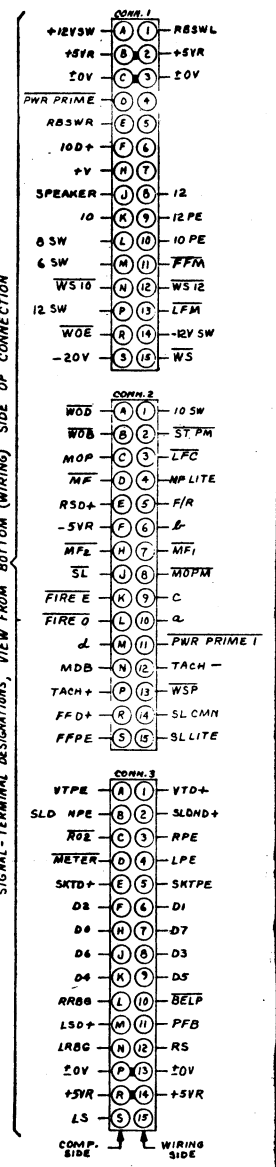 SIGNAL-TERMINAL DESIGNATIONS, VIEW FROM BOTTOM (WIRING) SIDE OF CONNECTION
CONN. 1
+12VSW A 1 RBSWL
+5VR B 2 +5VR
±0V C 3 ±0V
PWR PRIME D 4
RBSWR E 5
10D+ F 6
+V H 7
SPEAKER J 8 12
10 K 9 12 PE
8 SW L 10 10 PE
6 SW M 11 FFM
WS 10 N 12 WS 12
12 SW P 13 LFM
WOE R 14 -12V SW
-20V S 15 WS
CONN. 2
WOD A 1 10 SW
WOB B 2 ST. PM
MOP C 3 LFC
MF D 4 NP LITE
RSD+ E 5 F/R
-5VR F 6 b
MF2 H 7 MF1
SL J 8 MOPM
FIRE E K 9 C
FIRE O L 10 a
d M 11 PWR PRIME 1
MDB N 12 TACH -
TACH+ P 13 WSP
FFD+ R 14 SL CMN
FFPE S 15 SL LITE
CONN. 3
VTPE A 1 VTD+
SLD NPE B 2 SLDND+
RO2 C 3 RPE
METER D 4 LPE
SKTD+ E 5 SKTPE
D2 F 6 D1
D0 H 7 D7
D6 J 8 D3
D4 K 9 D5
RRBG L 10 BELP
LSD+ M 11 PFB
LRBG N 12 RS
±0V P 13 ±0V
+5VR R 14 +5VR
LS S 15
COMP. SIDE WIRING SIDE